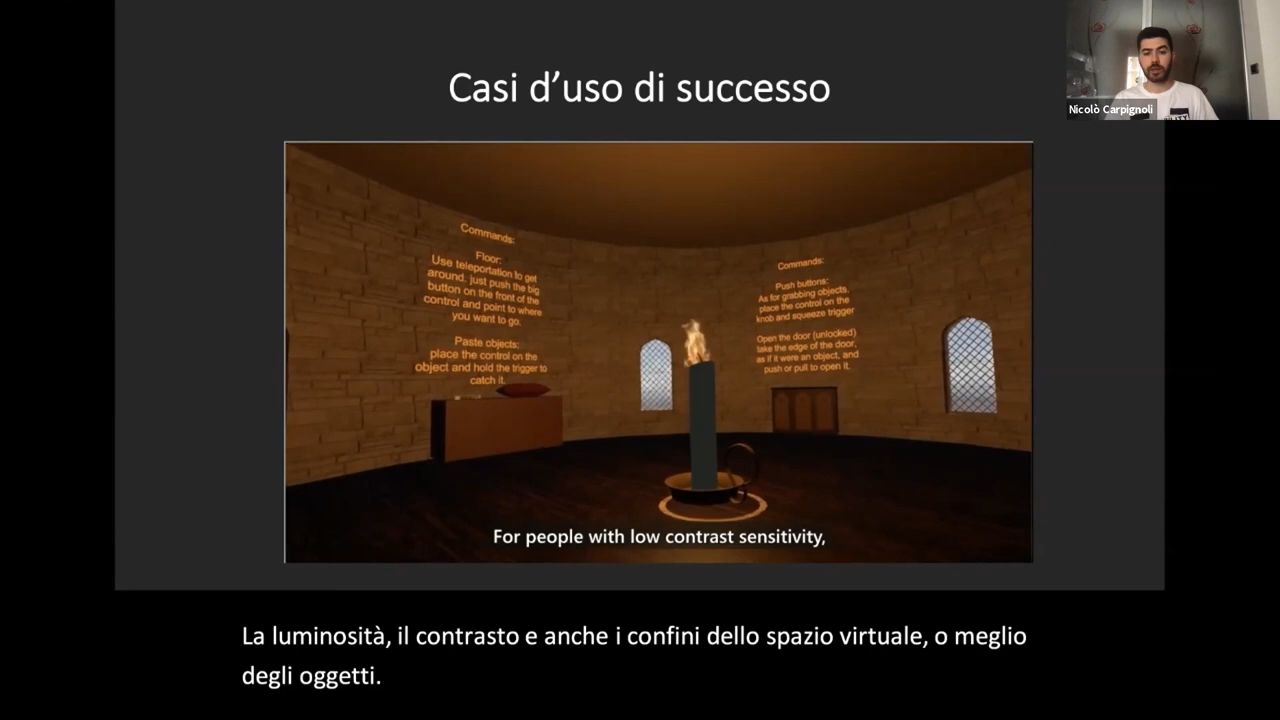 Casi d’uso di successo
Nicolò Carpignoli
Commands:
Floor:
Use teleportation to get
around, just push the big
button on the front of the
control and point to where
you want to go.
Paste objects:
place the control on the
object and hold the trigger to
catch it.
Commands:
Push buttons:
As for grabbing objects,
place the control on the
knob and squeeze trigger
Open the door (unlocked)
take the edge of the door,
as if it were an object, and
push or pull to open it.
For people with low contrast sensitivity,
La luminosità, il contrasto e anche i confini dello spazio virtuale, o meglio
degli oggetti.